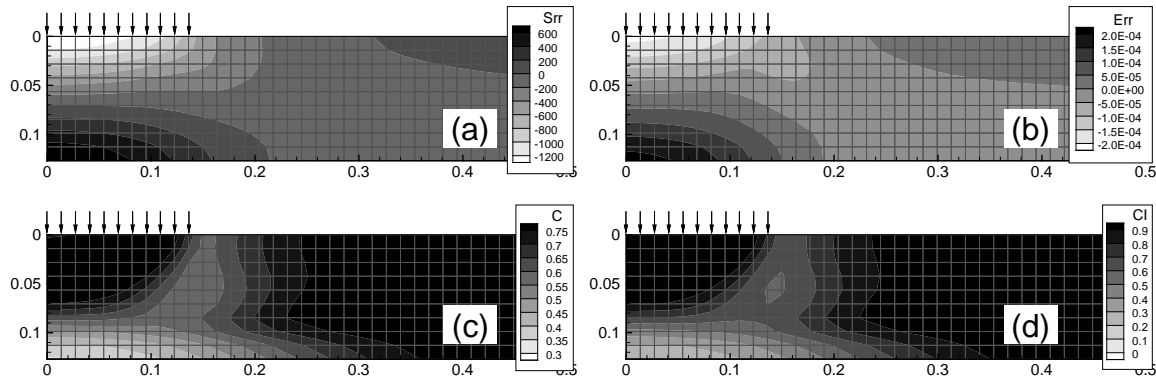 Srr
600
400
200
0
-200
-400
-600
-800
-1000
-1200
0
0.05
0.1
0 0.1 0.2 0.3 0.4 0.5
(a)
Err
2.0E-04
1.5E-04
1.0E-04
5.0E-05
0.0E+00
-5.0E-05
-1.0E-04
-1.5E-04
-2.0E-04
0
0.05
0.1
0 0.1 0.2 0.3 0.4 0.5
(b)
C
0.75
0.7
0.65
0.6
0.55
0.5
0.45
0.4
0.35
0.3
0
0.05
0.1
0 0.1 0.2 0.3 0.4 0.5
(c)
CI
0.9
0.8
0.7
0.6
0.5
0.4
0.3
0.2
0.1
0
0
0.05
0.1
0 0.1 0.2 0.3 0.4 0.5
(d)